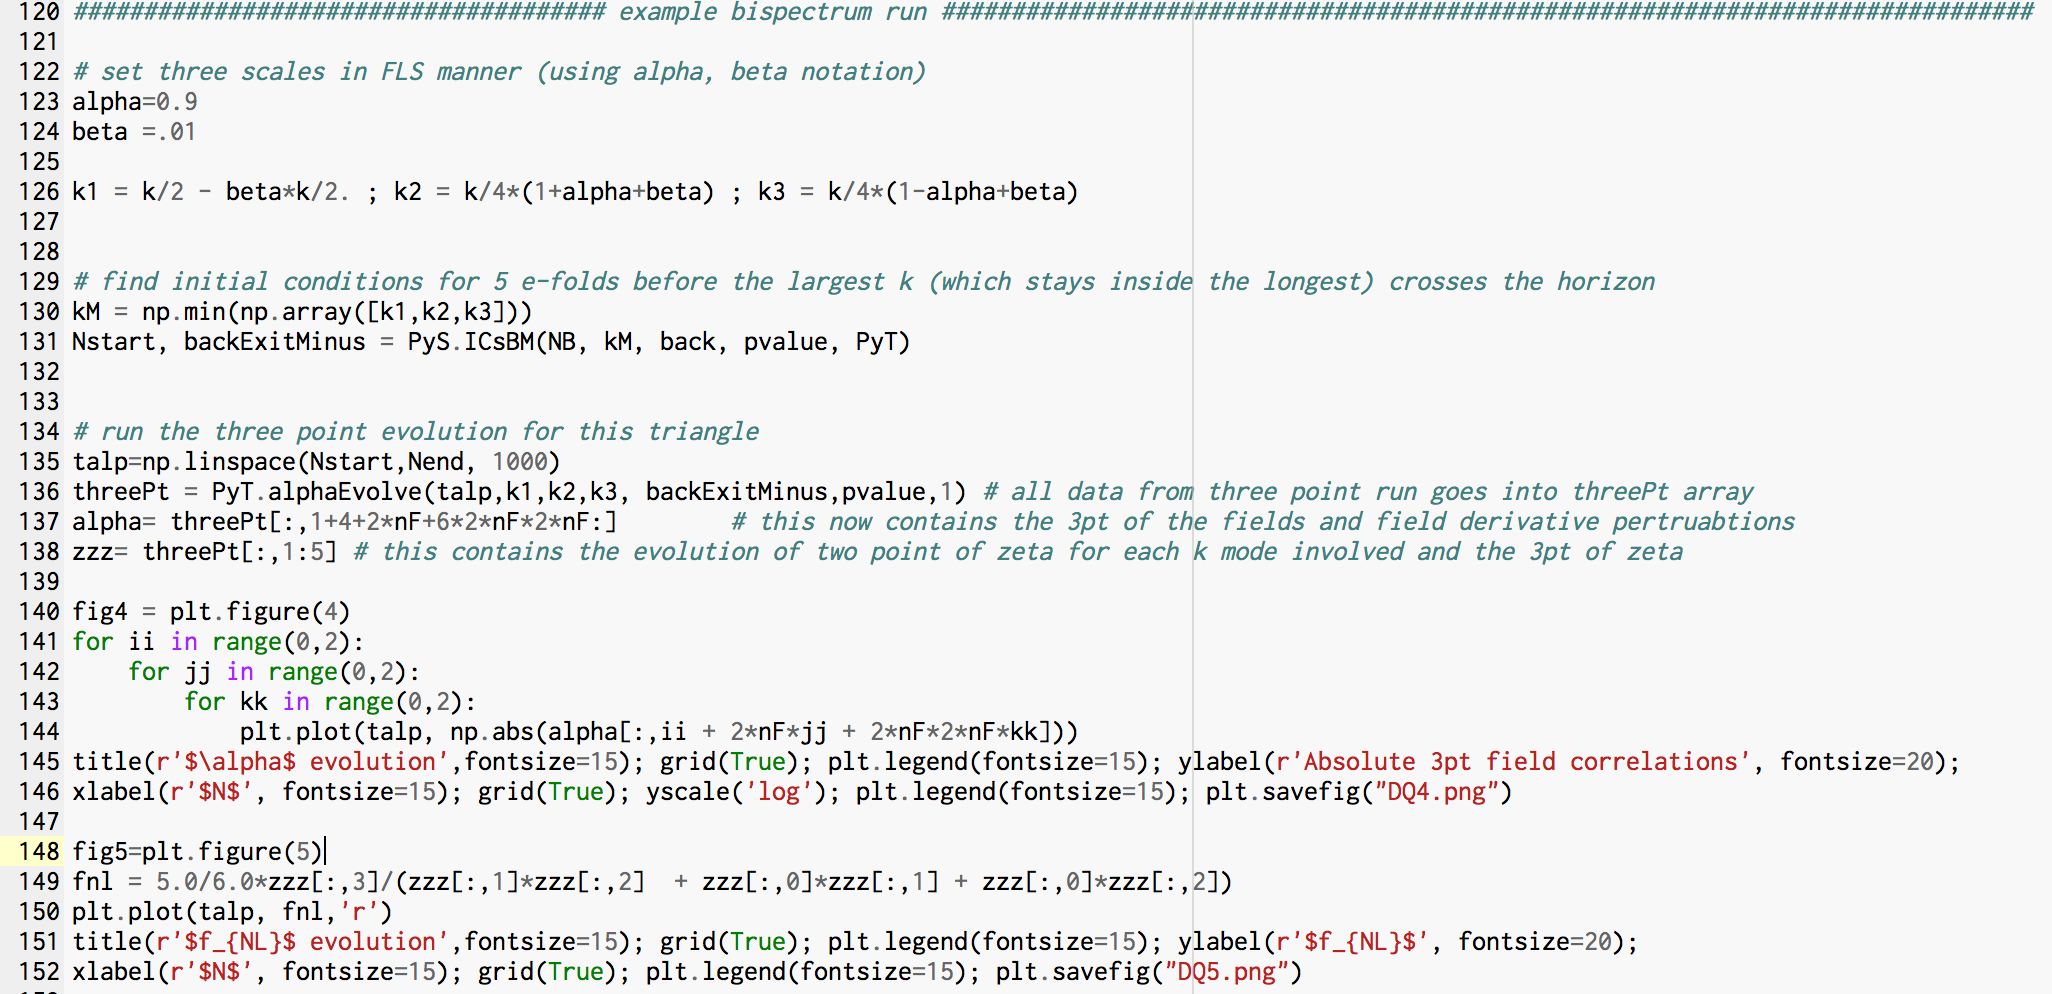 120 ###################################### example bispectrum run ##############################################################################
121
122 # set three scales in FLS manner (using alpha, beta notation)
123 alpha=0.9
124 beta =.01
125
126 k1 = k/2 - beta*k/2. ; k2 = k/4*(1+alpha+beta) ; k3 = k/4*(1-alpha+beta)
127
128
129 # find initial conditions for 5 e-folds before the largest k (which stays inside the longest) crosses the horizon
130 kM = np.min(np.array([k1,k2,k3]))
131 Nstart, backExitMinus = PyS.ICsBM(NB, kM, back, pvalue, PyT)
132
133
134 # run the three point evolution for this triangle
135 talp=np.linspace(Nstart,Nend, 1000)
136 threePt = PyT.alphaEvolve(talp,k1,k2,k3, backExitMinus,pvalue,1) # all data from three point run goes into threePt array
137 alpha= threePt[:,1+4+2*nF+6*2*nF*2*nF:]        # this now contains the 3pt of the fields and field derivative pertruabtions
138 zzz= threePt[:,1:5] # this contains the evolution of two point of zeta for each k mode involved and the 3pt of zeta
139
140 fig4 = plt.figure(4)
141 for ii in range(0,2):
142     for jj in range(0,2):
143         for kk in range(0,2):
144             plt.plot(talp, np.abs(alpha[:,ii + 2*nF*jj + 2*nF*2*nF*kk]))
145 title(r'$\alpha$ evolution',fontsize=15); grid(True); plt.legend(fontsize=15); ylabel(r'Absolute 3pt field correlations', fontsize=20);
146 xlabel(r'$N$', fontsize=15); grid(True); yscale('log'); plt.legend(fontsize=15); plt.savefig("DQ4.png")
147
148 fig5=plt.figure(5)
149 fnl = 5.0/6.0*zzz[:,3]/(zzz[:,1]*zzz[:,2]  + zzz[:,0]*zzz[:,1] + zzz[:,0]*zzz[:,2])
150 plt.plot(talp, fnl,'r')
151 title(r'$f_{NL}$ evolution',fontsize=15); grid(True); plt.legend(fontsize=15); ylabel(r'$f_{NL}$', fontsize=20);
152 xlabel(r'$N$', fontsize=15); grid(True); plt.legend(fontsize=15); plt.savefig("DQ5.png")